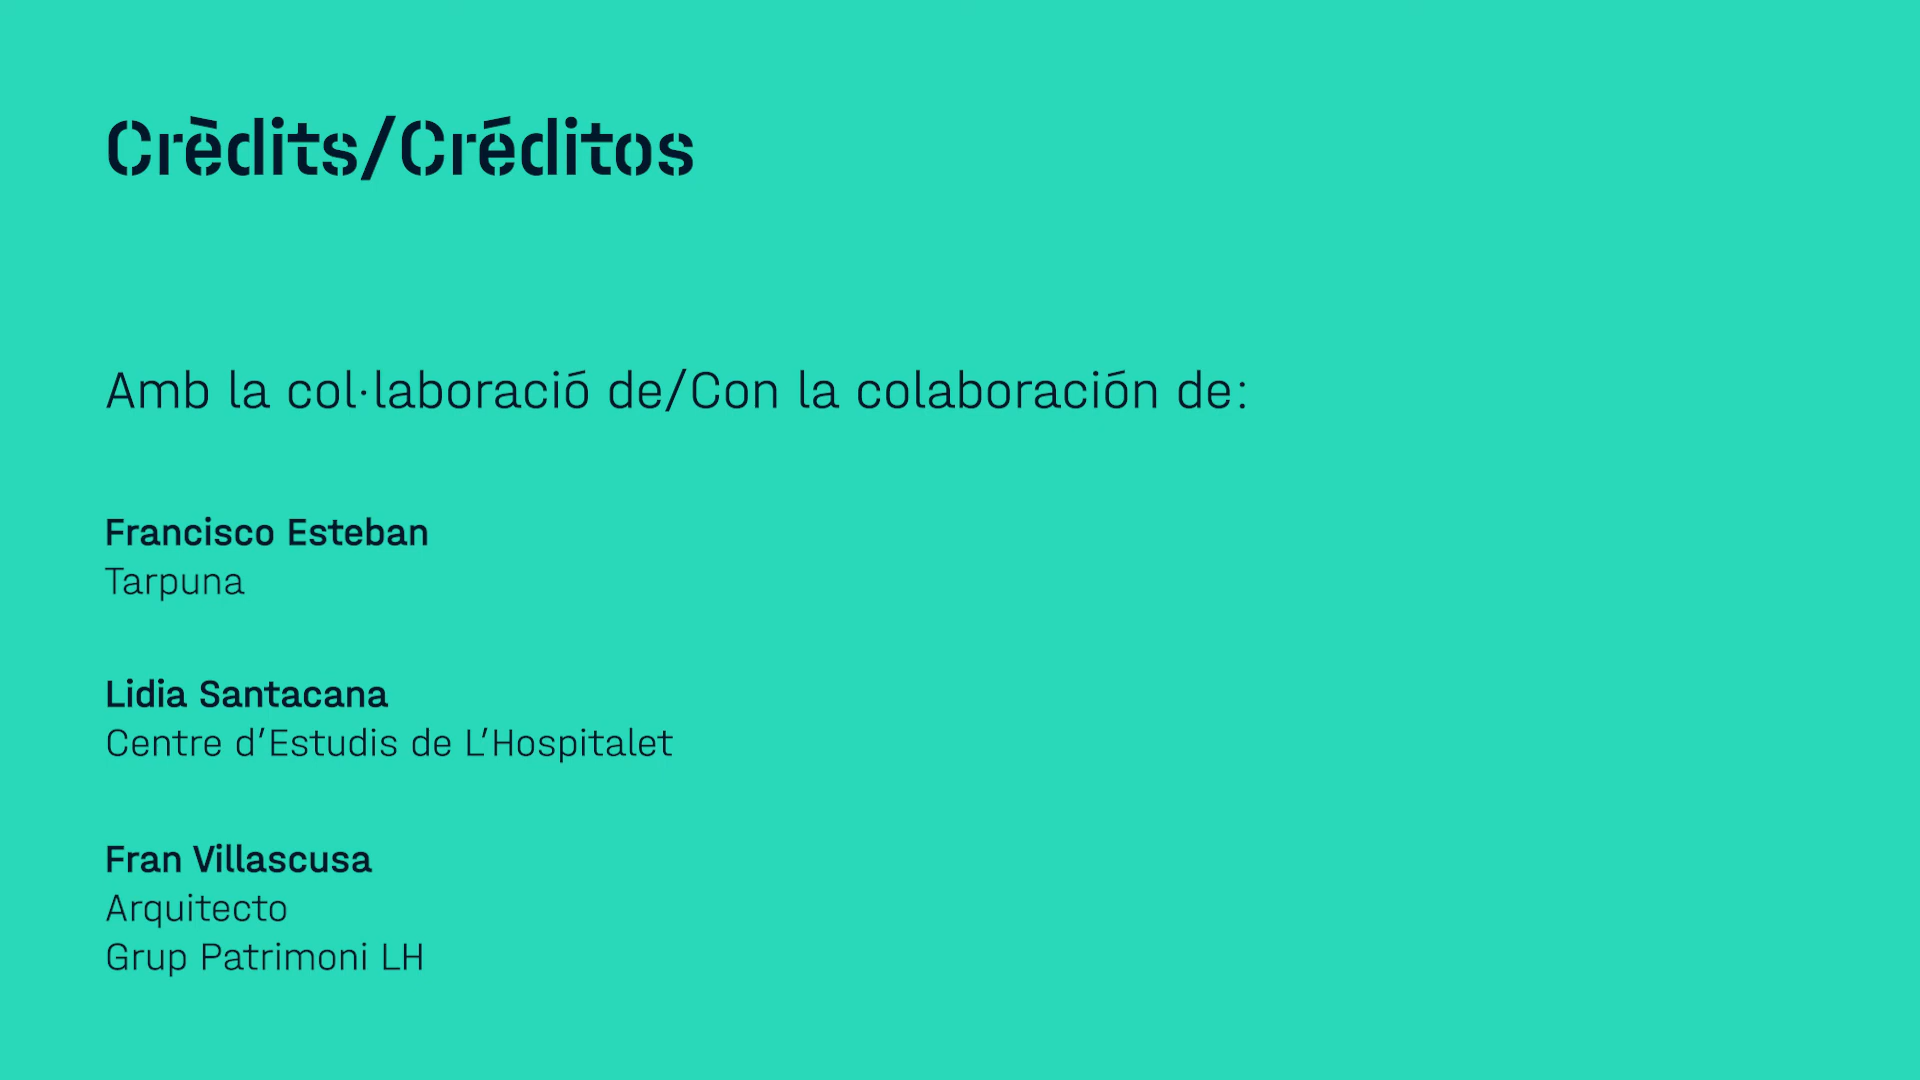 Crèdits/Créditos
Amb la col·laboració de/Con la colaboración de:
Francisco Esteban
Tarpuna
Lidia Santacana
Centre d’Estudis de L’Hospitalet
Fran Villascusa
Arquitecto
Grup Patrimoni LH